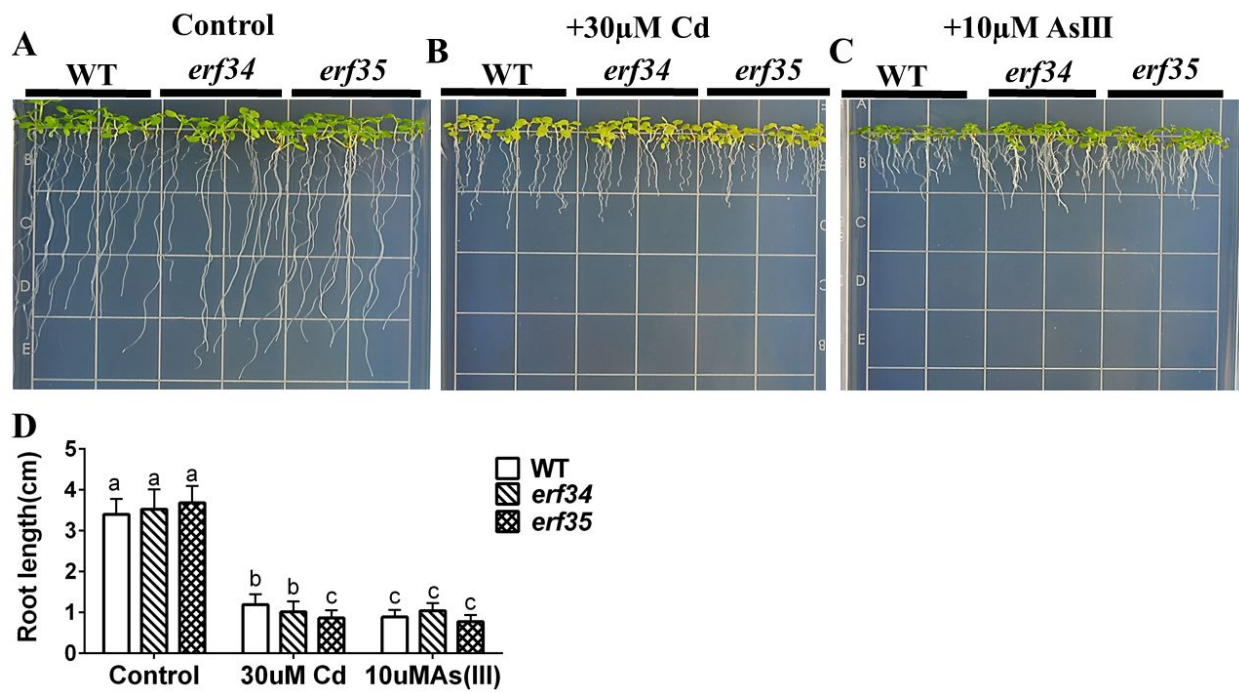 A
Control
WT erf34 erf35
B
+30μM Cd
WT erf34 erf35
C
+10μM AsIII
WT erf34 erf35
B
C
D
E
A
B
C
D
E
D
5
4
3
2
1
0
Root length(cm)
a a a
b b c
c c c
Control 30uM Cd 10uMAs(III)
WT
erf34
erf35